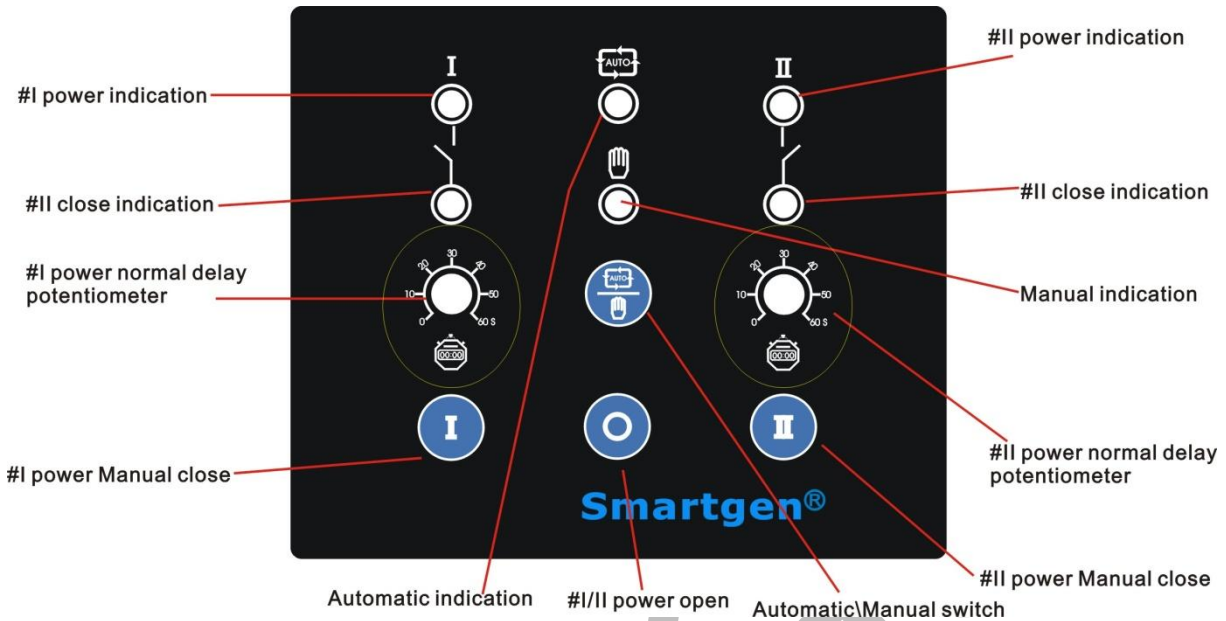 #I power indication
#II close indication
#I power normal delay
potentiometer
#I power Manual close
I
AUTO
II
10
20
30
40
50
0
60 S
00:00
AUTO
10
20
30
40
50
0
60 S
00:00
I
O
II
Smartgen®
#II power indication
#II close indication
Manual indication
#II power normal delay
potentiometer
#II power Manual close
Automatic indication
#I/II power open
Automatic\Manual switch